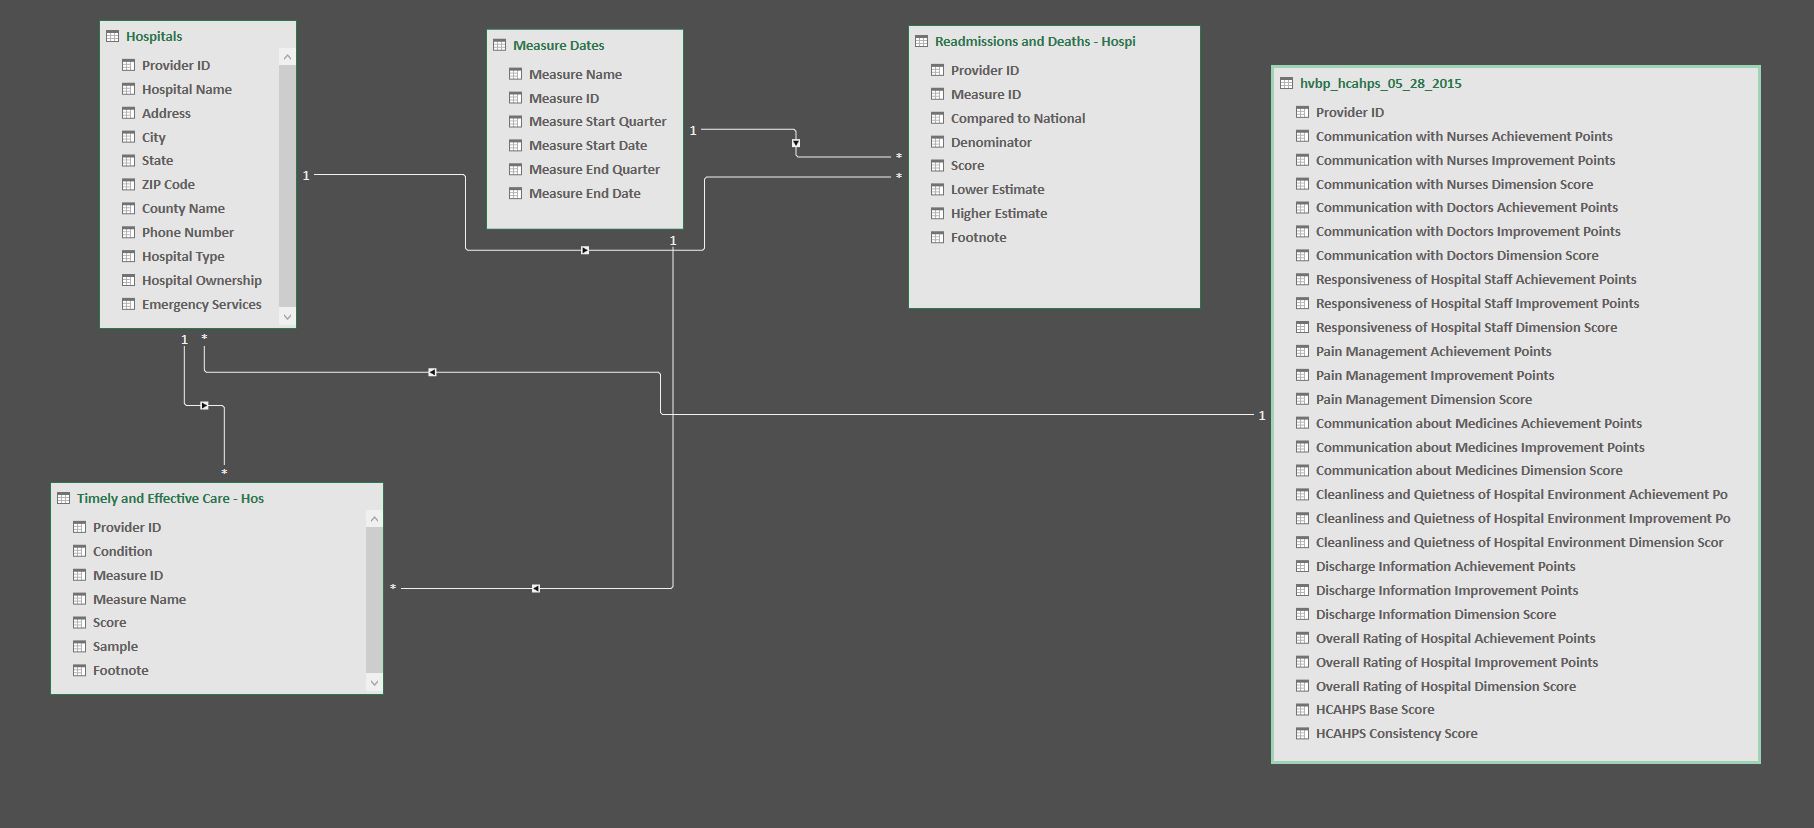 Hospitals
Provider ID
Hospital Name
Address
City
State
ZIP Code
County Name
Phone Number
Hospital Type
Hospital Ownership
Emergency Services
Measure Dates
Measure Name
Measure ID
Measure Start Quarter
Measure Start Date
Measure End Quarter
Measure End Date
Readmissions and Deaths - Hospi
Provider ID
Measure ID
Compared to National
Denominator
Score
Lower Estimate
Higher Estimate
Footnote
hvbp_hcahps_05_28_2015
Provider ID
Communication with Nurses Achievement Points
Communication with Nurses Improvement Points
Communication with Nurses Dimension Score
Communication with Doctors Achievement Points
Communication with Doctors Improvement Points
Communication with Doctors Dimension Score
Responsiveness of Hospital Staff Achievement Points
Responsiveness of Hospital Staff Improvement Points
Responsiveness of Hospital Staff Dimension Score
Pain Management Achievement Points
Pain Management Improvement Points
Pain Management Dimension Score
Communication about Medicines Achievement Points
Communication about Medicines Improvement Points
Communication about Medicines Dimension Score
Cleanliness and Quietness of Hospital Environment Achievement Po
Cleanliness and Quietness of Hospital Environment Improvement Po
Cleanliness and Quietness of Hospital Environment Dimension Scor
Discharge Information Achievement Points
Discharge Information Improvement Points
Discharge Information Dimension Score
Overall Rating of Hospital Achievement Points
Overall Rating of Hospital Improvement Points
Overall Rating of Hospital Dimension Score
HCAHPS Base Score
HCAHPS Consistency Score
1
*
1
*
1
1 *
1
*
Timely and Effective Care - Hos
Provider ID
Condition
Measure ID
Measure Name
Score
Sample
Footnote
*